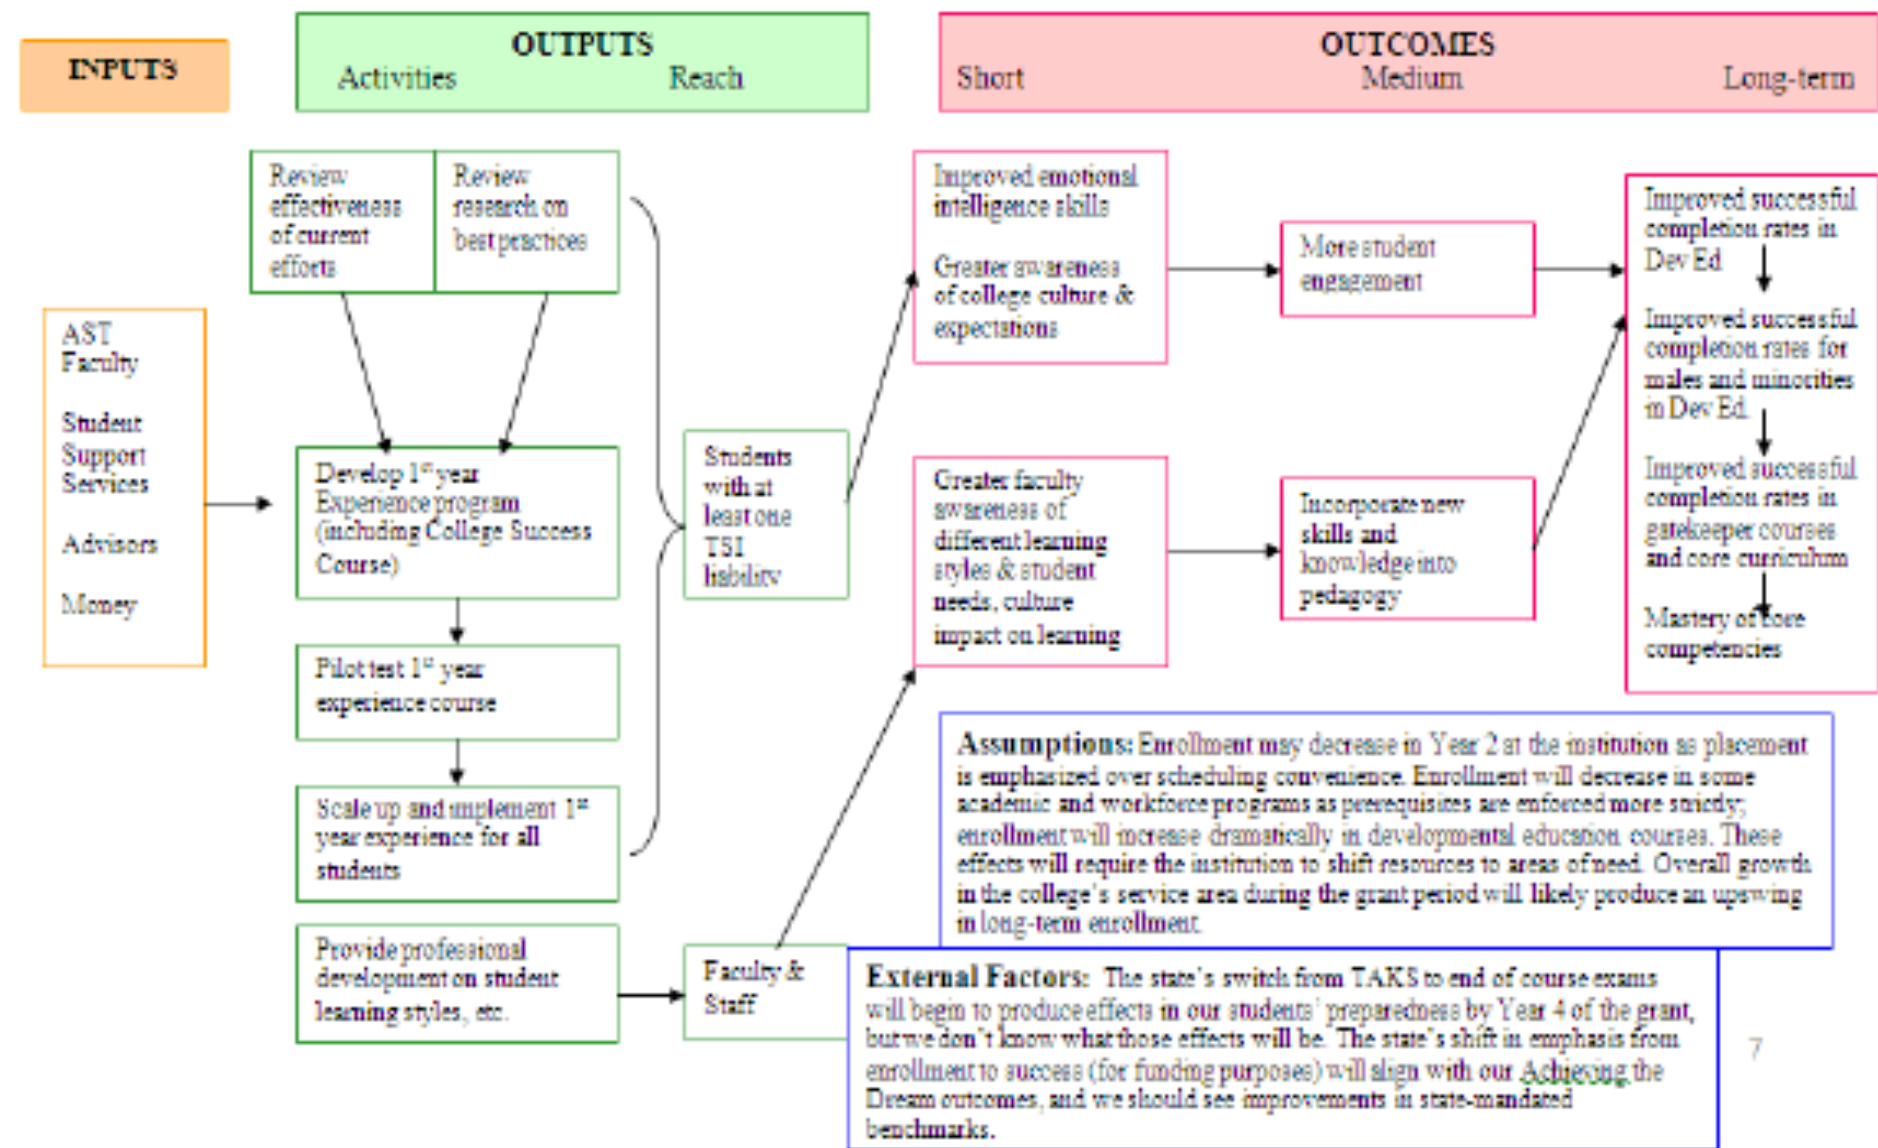 INPUTS
OUTPUTS
Activities Reach
OUTCOMES
Short Medium Long-term
AST
Faculty
Student
Support
Services
Advisors
Money
Review
effectiveness
of current
efforts
Review
research on
best practices
Develop 1st year
Experience program
(including College Success
Course)
Pilot test 1st year
experience course
Scale up and implement 1st
year experience for all
students
Provide professional
development on student
learning styles, etc.
Students
with at
least one
TSI
liability
Faculty &
Staff
Improved emotional
intelligence skills
Greater awareness
of college culture &
expectations
Greater faculty
awareness of
different learning
styles & student
needs, culture
impact on learning
More student
engagement
Incorporate new
skills and
knowledge into
pedagogy
Improved successful
completion rates in
Dev Ed
Improved successful
completion rates for
males and minorities
in Dev Ed
Improved successful
completion rates in
gatekeeper courses
and core curriculum
Mastery of core
competencies
Assumptions: Enrollment may decrease in Year 2 at the institution as placement
is emphasized over scheduling convenience. Enrollment will decrease in some
academic and workforce programs as prerequisites are enforced more strictly;
enrollment will increase dramatically in developmental education courses. These
effects will require the institution to shift resources to areas of need. Overall growth
in the college's service area during the grant period will likely produce an upswing
in long-term enrollment.
External Factors: The state's switch from TAKS to end of course exams
will begin to produce effects in our students' preparedness by Year 4 of the grant,
but we don't know what those effects will be. The state's shift in emphasis from
enrollment to success (for funding purposes) will align with our Achieving the
Dream outcomes, and we should see improvements in state-mandated
benchmarks.
7